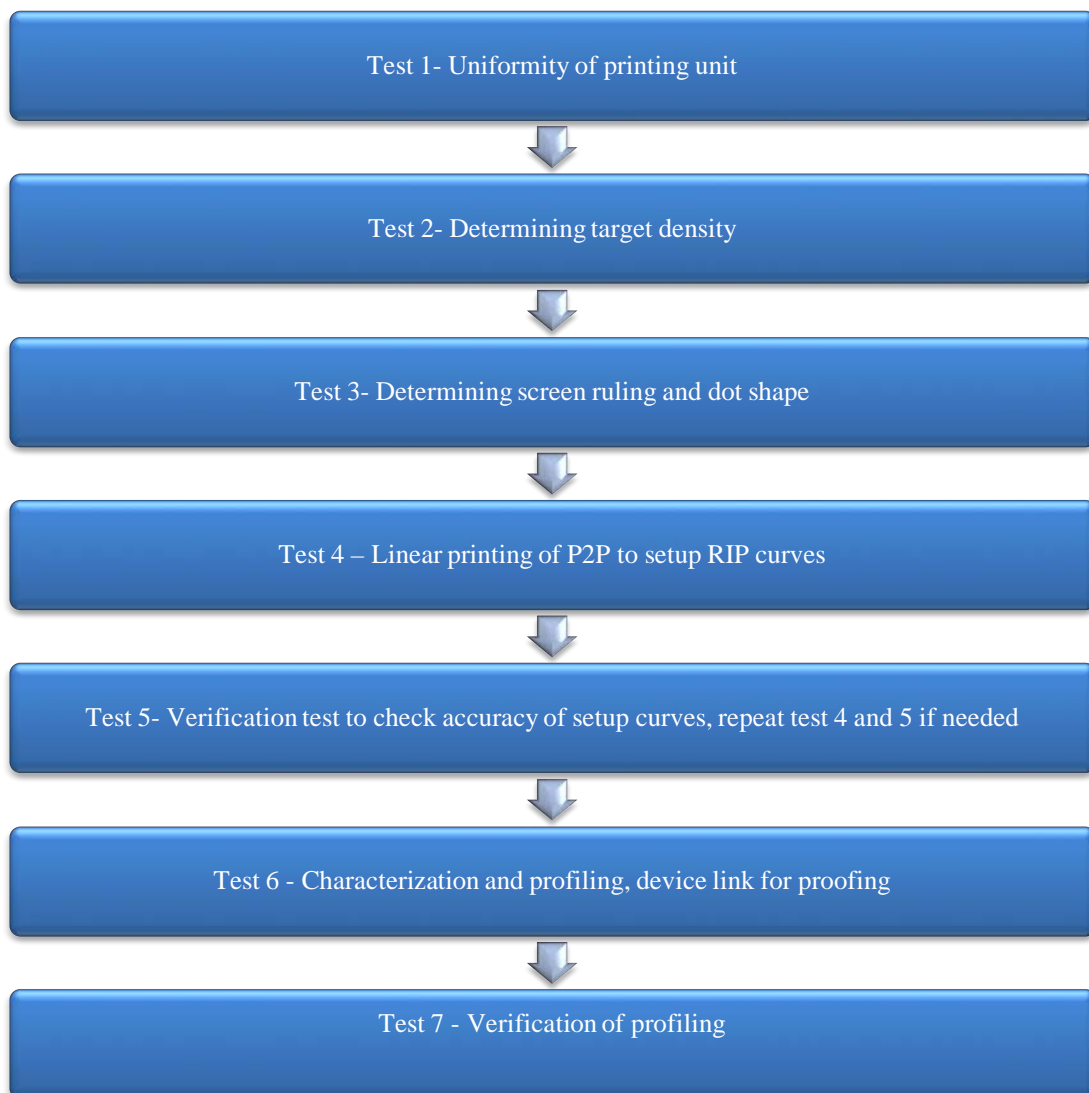 Test 1- Uniformity of printing unit
Test 2- Determining target density
Test 3- Determining screen ruling and dot shape
Test 4 – Linear printing of P2P to setup RIP curves
Test 5- Verification test to check accuracy of setup curves, repeat test 4 and 5 if needed
Test 6 - Characterization and profiling, device link for proofing
Test 7 - Verification of profiling